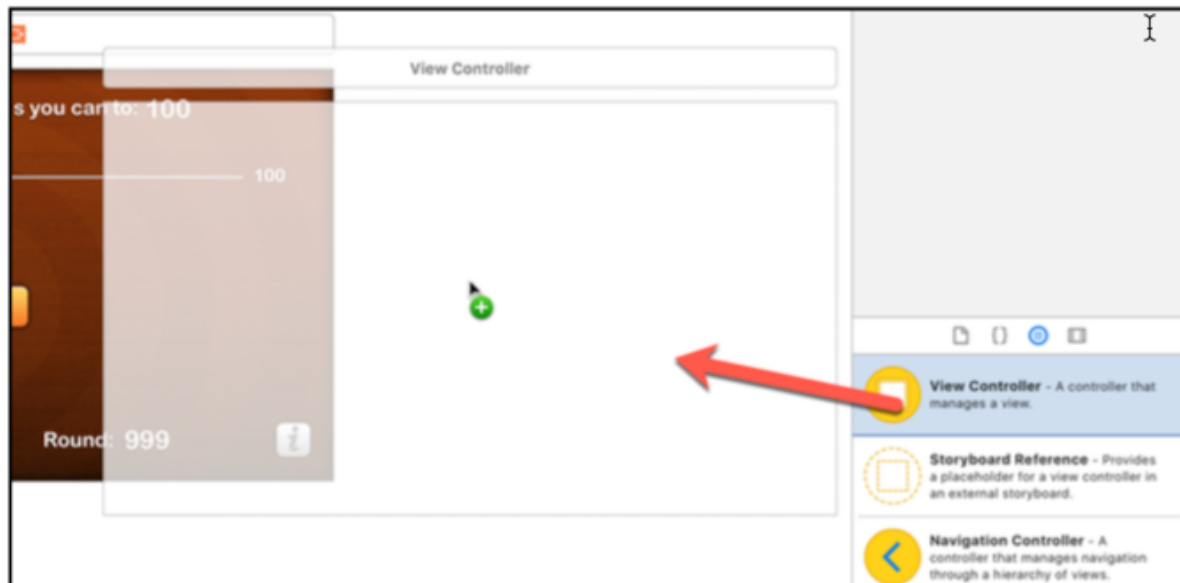 View Controller
s you can to: 100
100
Round: 999
i
View Controller – A controller that
manages a view.
Storyboard Reference – Provides
a placeholder for a view controller in
an external storyboard.
Navigation Controller – A
controller that manages navigation
through a hierarchy of views.